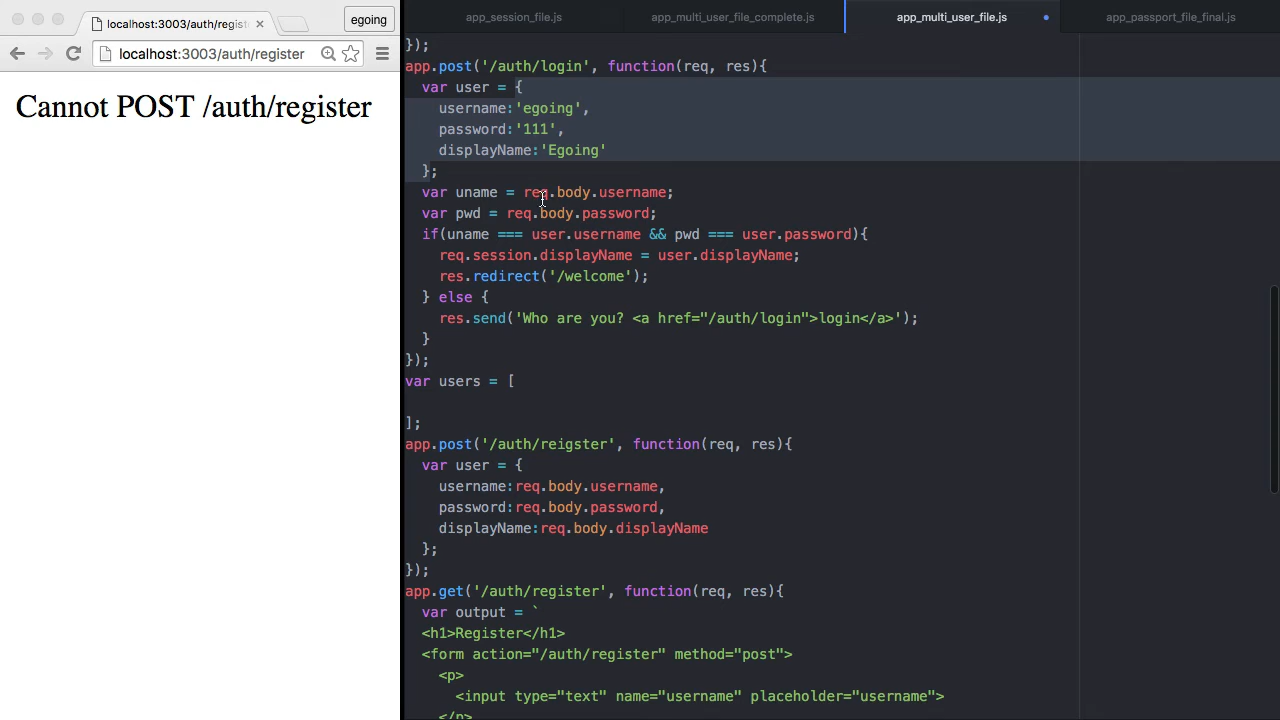 localhost:3003/auth/regist
egoing
localhost:3003/auth/register
Cannot POST /auth/register
app_session_file.js
app_multi_user_file_complete.js
app_multi_user_file.js
app_passport_file_final.js
});
app.post('/auth/login', function(req, res){
  var user = {
    username:'egoing',
    password:'111',
    displayName:'Egoing'
  };
  var uname = req.body.username;
  var pwd = req.body.password;
  if(uname === user.username && pwd === user.password){
    req.session.displayName = user.displayName;
    res.redirect('/welcome');
  } else {
    res.send('Who are you? <a href="/auth/login">login</a>');
  }
});
var users = [
];
app.post('/auth/reigster', function(req, res){
  var user = {
    username:req.body.username,
    password:req.body.password,
    displayName:req.body.displayName
  };
});
app.get('/auth/register', function(req, res){
  var output = `
  <h1>Register</h1>
  <form action="/auth/register" method="post">
    <p>
      <input type="text" name="username" placeholder="username">
    </p>